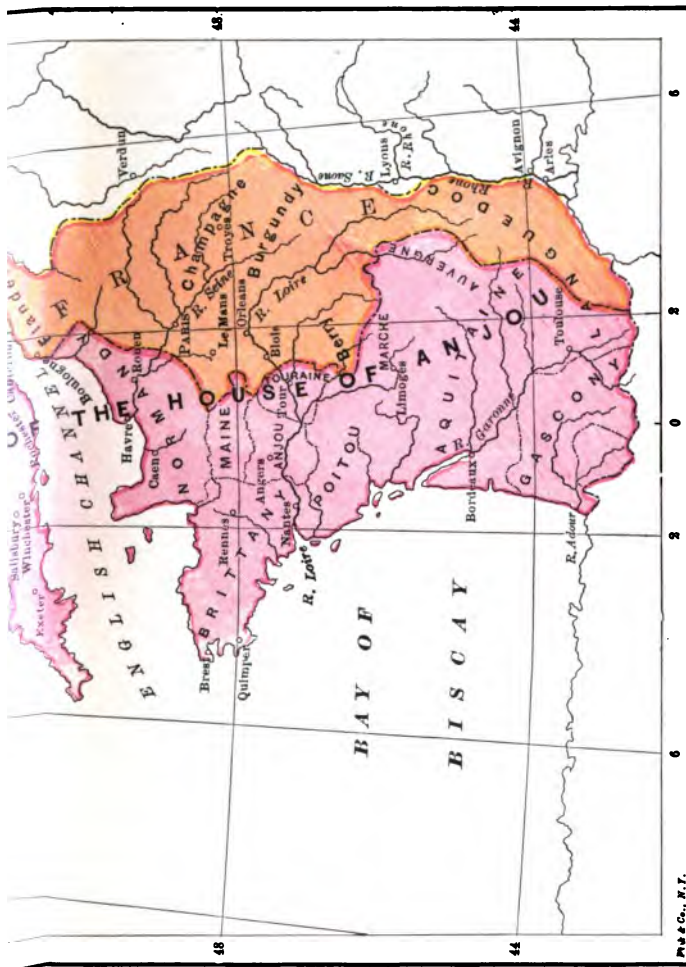 48
44
6
Verdun
Lyons
R. Saone
R. Rhone
Avignon
Arles
Rhone
R
FRANCE
Champagne
Troyes
Burgundy
R. Seine
PARIS
Le Mans
Orleans
R. Loire
Blois
Berry
LANGUEDOC
AUVERGNE
2
Boulogne
Rouen
NORMANDY
THE HOUSE OF ANJOU
Havre
Caen
MAINE
TOURAINE
Tour
ANJOU
Angers
MARCHE
Limoges
POITOU
AQUITAINE
Toulouse
R. Garonne
Bordeaux
GASCONY
0
Rennes
Nantes
BRITTANY
R. Loire
Brest
Quimper
R. Adour
2
Salisbury
Winchester
Chichester
Exeter
ENGLISH CHANNEL
BAY OF
BISCAY
6
48
44